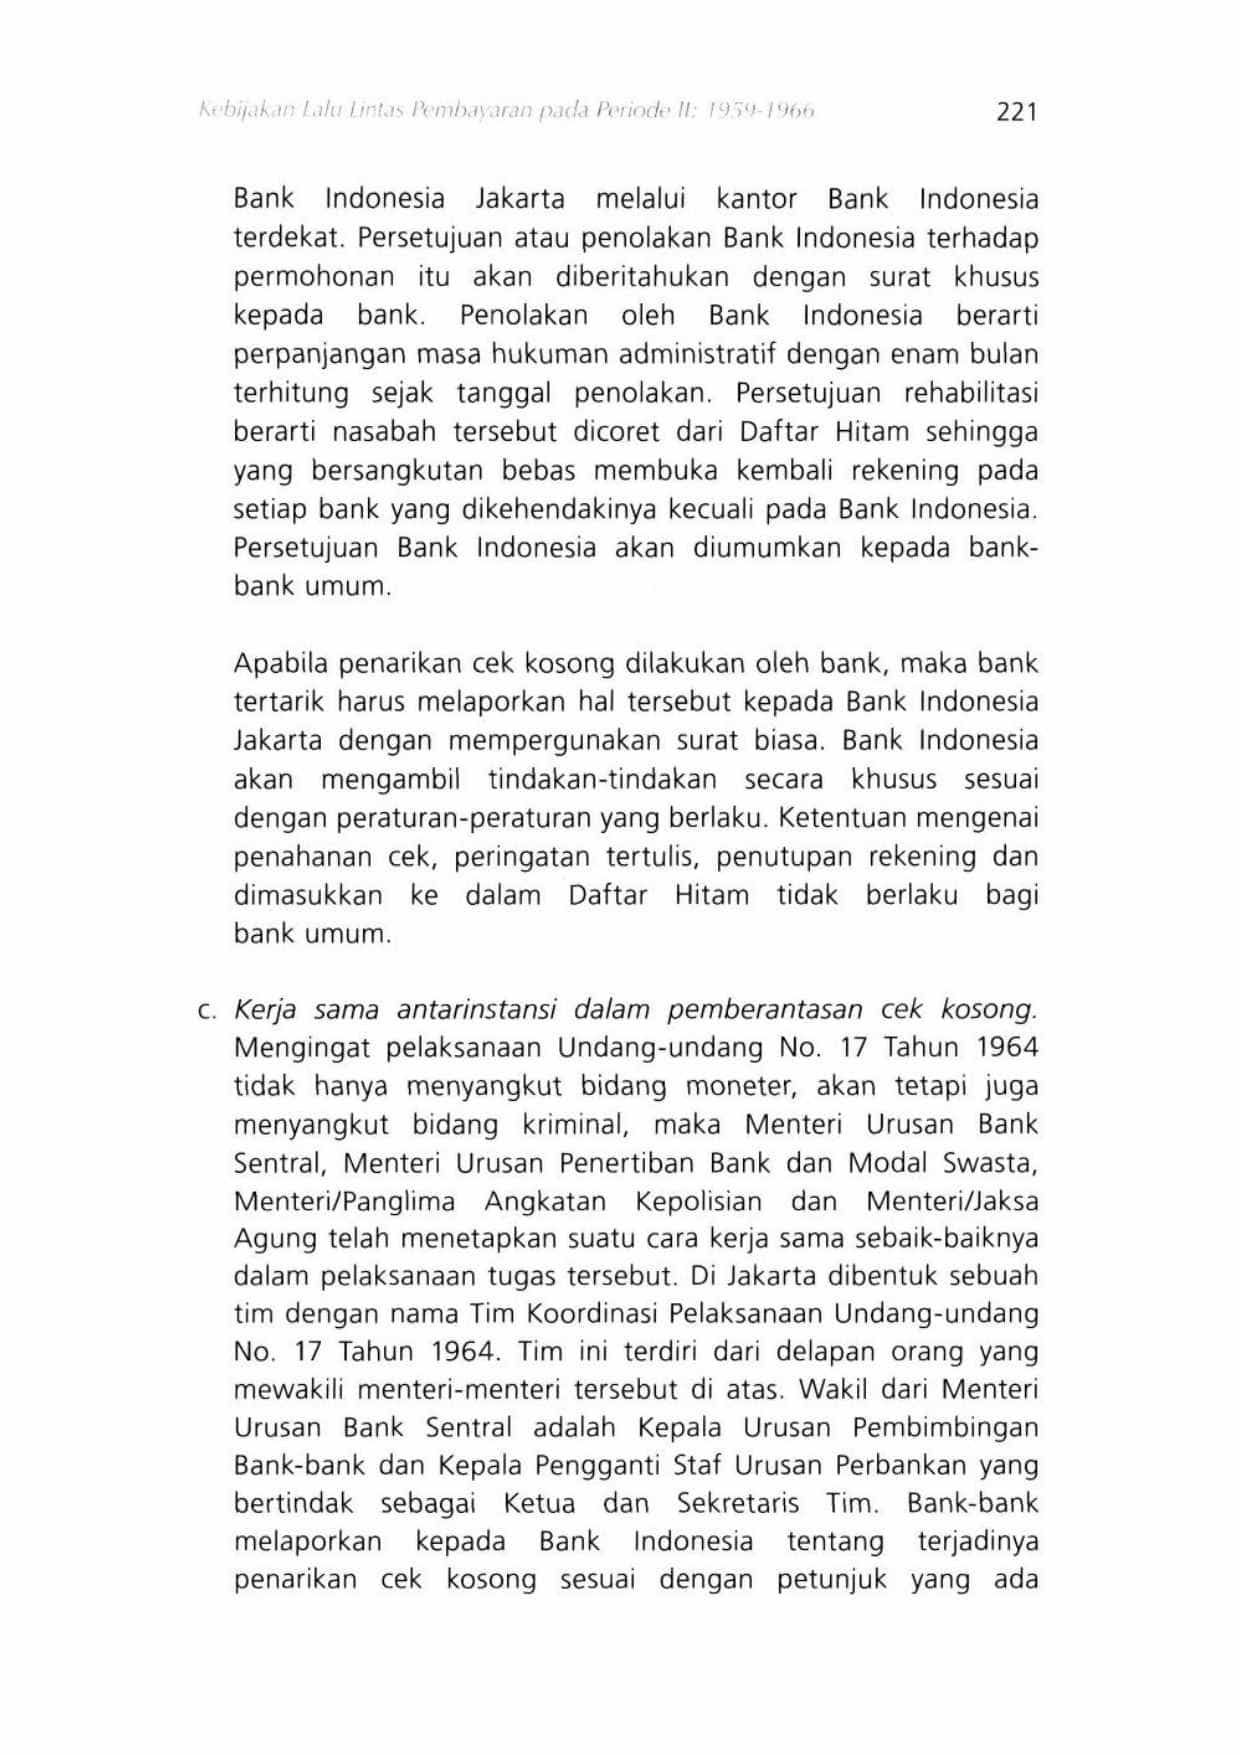 Kebijakan Lalu Lintas Pembayaran pada Periode II: 1959-1966 221
Bank Indonesia Jakarta melalui kantor Bank Indonesia
terdekat. Persetujuan atau penolakan Bank Indonesia terhadap
permohonan itu akan diberitahukan dengan surat khusus
kepada bank. Penolakan oleh Bank Indonesia berarti
perpanjangan masa hukuman administratif dengan enam bulan
terhitung sejak tanggal penolakan. Persetujuan rehabilitasi
berarti nasabah tersebut dicoret dari Daftar Hitam sehingga
yang bersangkutan bebas membuka kembali rekening pada
setiap bank yang dikehendakinya kecuali pada Bank Indonesia.
Persetujuan Bank Indonesia akan diumumkan kepada bank-
bank umum.
Apabila penarikan cek kosong dilakukan oleh bank, maka bank
tertarik harus melaporkan hal tersebut kepada Bank Indonesia
Jakarta dengan mempergunakan surat biasa. Bank Indonesia
akan mengambil tindakan-tindakan secara khusus sesuai
dengan peraturan-peraturan yang berlaku. Ketentuan mengenai
penahanan cek, peringatan tertulis, penutupan rekening dan
dimasukkan ke dalam Daftar Hitam tidak berlaku bagi
bank umum.
c. Kerja sama antarinstansi dalam pemberantasan cek kosong.
Mengingat pelaksanaan Undang-undang No. 17 Tahun 1964
tidak hanya menyangkut bidang moneter, akan tetapi juga
menyangkut bidang kriminal, maka Menteri Urusan Bank
Sentral, Menteri Urusan Penertiban Bank dan Modal Swasta,
Menteri/Panglima Angkatan Kepolisian dan Menteri/Jaksa
Agung telah menetapkan suatu cara kerja sama sebaik-baiknya
dalam pelaksanaan tugas tersebut. Di Jakarta dibentuk sebuah
tim dengan nama Tim Koordinasi Pelaksanaan Undang-undang
No. 17 Tahun 1964. Tim ini terdiri dari delapan orang yang
mewakili menteri-menteri tersebut di atas. Wakil dari Menteri
Urusan Bank Sentral adalah Kepala Urusan Pembimbingan
Bank-bank dan Kepala Pengganti Staf Urusan Perbankan yang
bertindak sebagai Ketua dan Sekretaris Tim. Bank-bank
melaporkan kepada Bank Indonesia tentang terjadinya
penarikan cek kosong sesuai dengan petunjuk yang ada